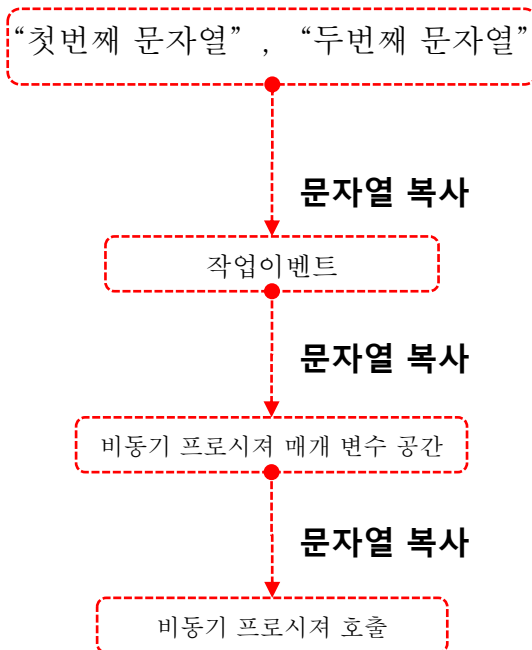 “첫번째 문자열” , “두번째 문자열”
문자열 복사
작업이벤트
문자열 복사
비동기 프로시져 매개 변수 공간
문자열 복사
비동기 프로시져 호출